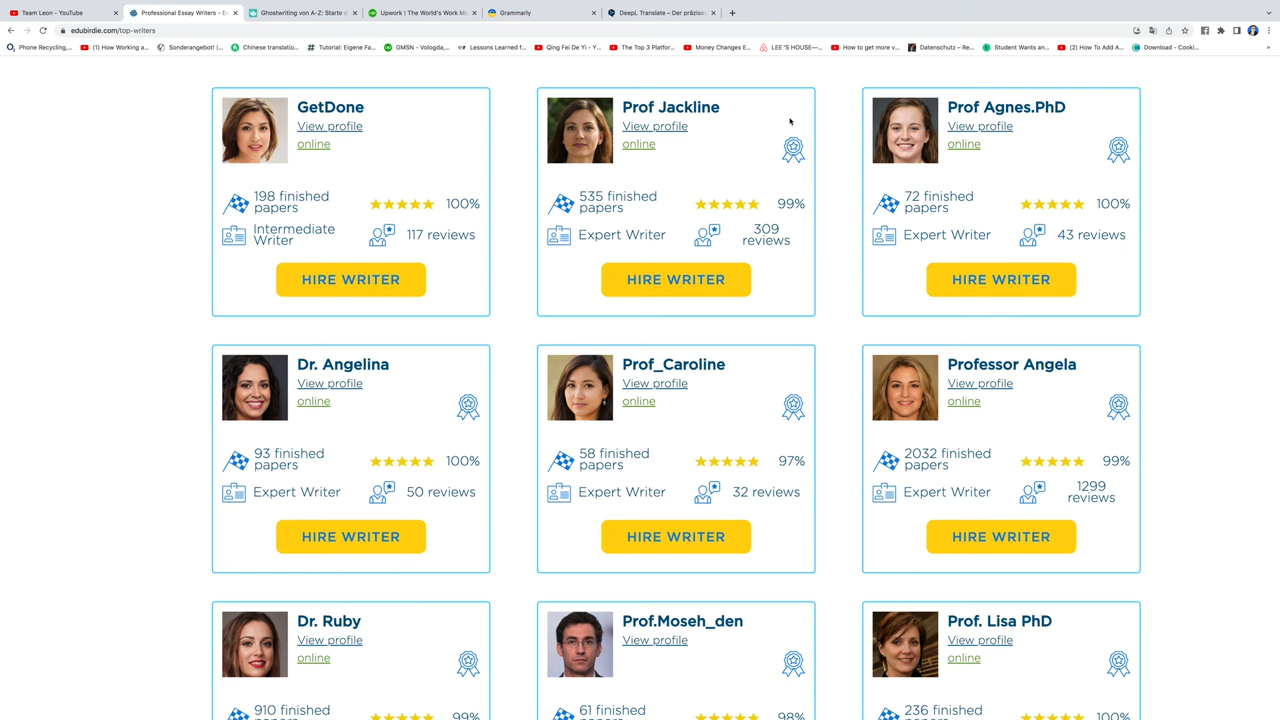 Team Leon - YouTube
Professional Essay Writers - E
Ghostwriting von A-Z: Starte d
Upwork | The World's Work M
Grammarly
DeepL Translate – Der präzise
edubirdie.com/top-writers
Phone Recycling,...
(1) How Working a...
Sonderangebot! |...
Chinese translatio...
Tutorial: Eigene Fa...
GMSN - Vologda,...
Lessons Learned f...
Qing Fei De Yi - Y...
The Top 3 Platfor...
Money Changes E...
LEE 'S HOUSE—...
How to get more v...
Datenschutz – Re...
Student Wants an...
(2) How To Add A...
Download - Cooki...
GetDone
View profile
online
198 finished
papers
100%
Intermediate
Writer
117 reviews
HIRE WRITER
Prof Jackline
View profile
online
535 finished
papers
99%
Expert Writer
309
reviews
HIRE WRITER
Prof Agnes.PhD
View profile
online
72 finished
papers
100%
Expert Writer
43 reviews
HIRE WRITER
Dr. Angelina
View profile
online
93 finished
papers
100%
Expert Writer
50 reviews
HIRE WRITER
Prof_Caroline
View profile
online
58 finished
papers
97%
Expert Writer
32 reviews
HIRE WRITER
Professor Angela
View profile
online
2032 finished
papers
99%
Expert Writer
1299
reviews
HIRE WRITER
Dr. Ruby
View profile
online
910 finished
papers
99%
Prof.Moseh_den
View profile
61 finished
papers
98%
Prof. Lisa PhD
View profile
online
236 finished
papers
100%